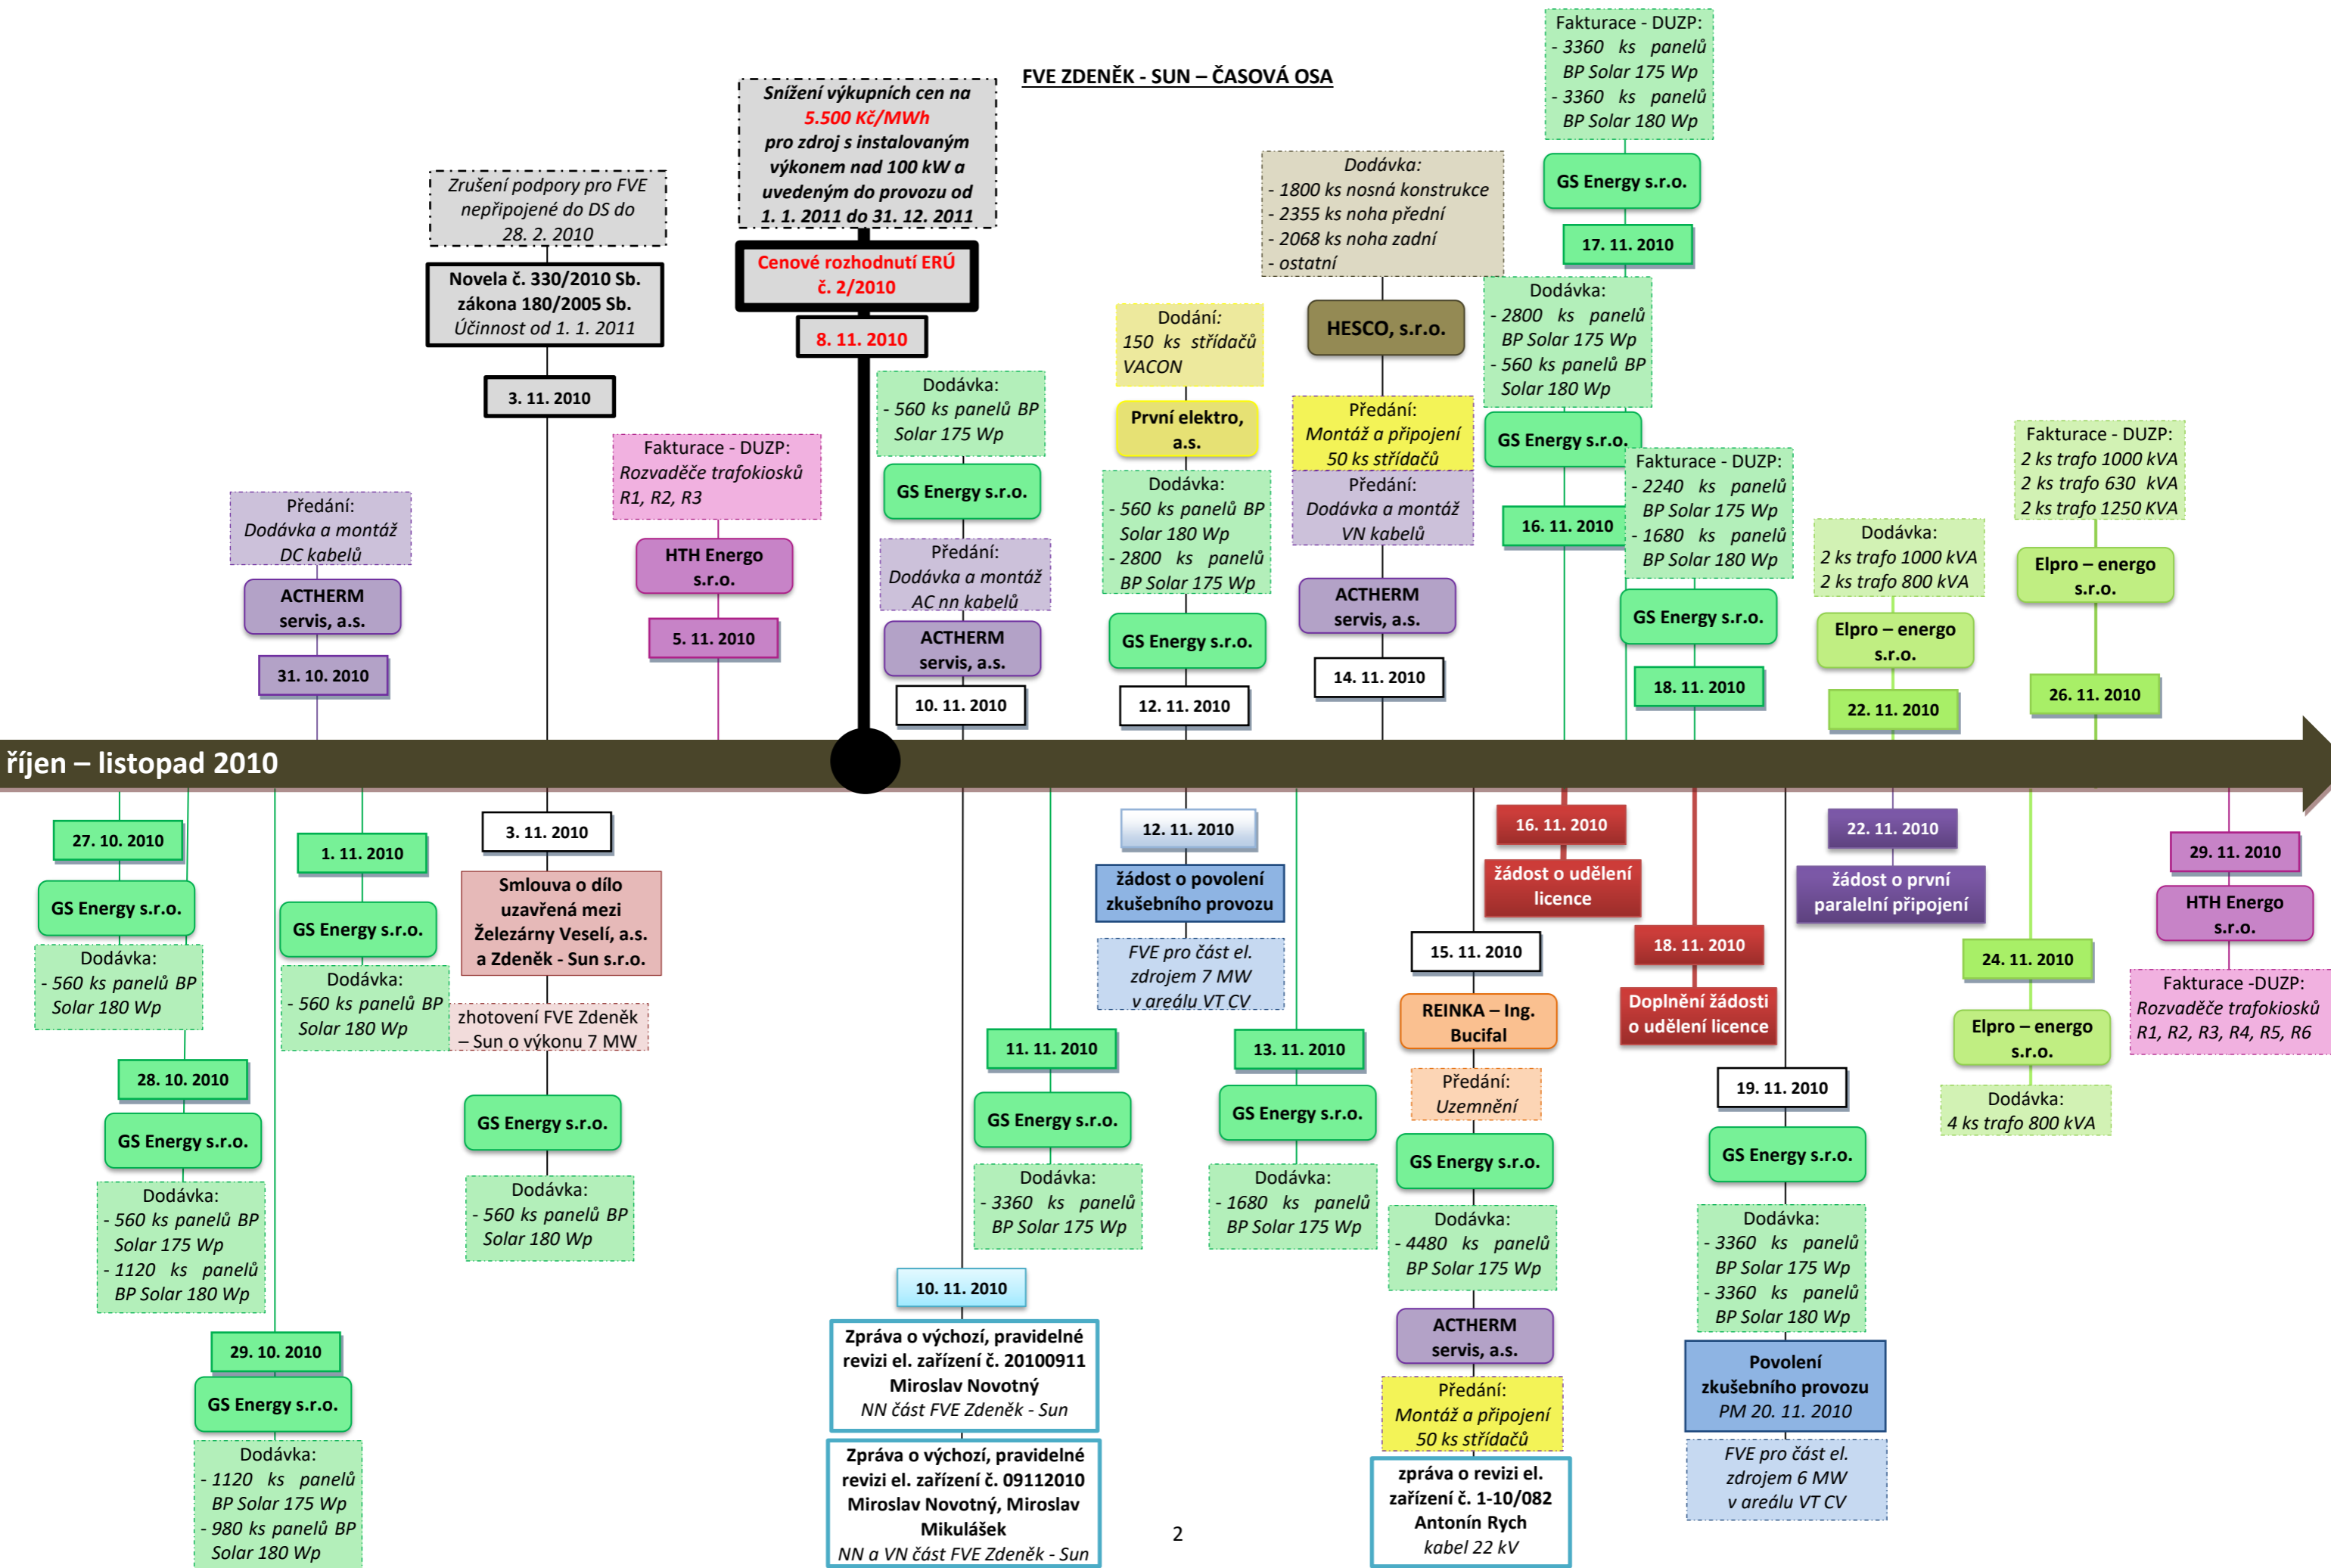 FVE ZDENĚK - SUN – ČASOVÁ OSA
Zrušení podpory pro FVE
nepřipojené do DS do
28. 2. 2010
Novela č. 330/2010 Sb.
zákona 180/2005 Sb.
Účinnost od 1. 1. 2011
3. 11. 2010
Snížení výkupních cen na
5.500 Kč/MWh
pro zdroj s instalovaným
výkonem nad 100 kW a
uvedeným do provozu od
1. 1. 2011 do 31. 12. 2011
Cenové rozhodnutí ERÚ
č. 2/2010
8. 11. 2010
Předání:
Dodávka a montáž
DC kabelů
ACTHERM
servis, a.s.
31. 10. 2010
Fakturace - DUZP:
Rozvaděče trafokiosků
R1, R2, R3
HTH Energo
s.r.o.
5. 11. 2010
Dodávka:
- 560 ks panelů BP
Solar 175 Wp
GS Energy s.r.o.
Předání:
Dodávka a montáž
AC nn kabelů
ACTHERM
servis, a.s.
10. 11. 2010
Dodání:
150 ks střídačů
VACON
První elektro,
a.s.
Dodávka:
- 560 ks panelů BP
Solar 180 Wp
- 2800 ks panelů
BP Solar 175 Wp
GS Energy s.r.o.
12. 11. 2010
Dodávka:
- 1800 ks nosná konstrukce
- 2355 ks noha přední
- 2068 ks noha zadní
- ostatní
HESCO, s.r.o.
Předání:
Montáž a připojení
50 ks střídačů
Předání:
Dodávka a montáž
VN kabelů
ACTHERM
servis, a.s.
14. 11. 2010
Fakturace - DUZP:
- 3360 ks panelů
BP Solar 175 Wp
- 3360 ks panelů
BP Solar 180 Wp
GS Energy s.r.o.
17. 11. 2010
Dodávka:
- 2800 ks panelů
BP Solar 175 Wp
- 560 ks panelů BP
Solar 180 Wp
GS Energy s.r.o.
16. 11. 2010
Fakturace - DUZP:
- 2240 ks panelů
BP Solar 175 Wp
- 1680 ks panelů
BP Solar 180 Wp
GS Energy s.r.o.
18. 11. 2010
Dodávka:
2 ks trafo 1000 kVA
2 ks trafo 800 kVA
Elpro – energo
s.r.o.
22. 11. 2010
Fakturace - DUZP:
2 ks trafo 1000 kVA
2 ks trafo 630 kVA
2 ks trafo 1250 KVA
Elpro – energo
s.r.o.
26. 11. 2010
říjen – listopad 2010
27. 10. 2010
GS Energy s.r.o.
Dodávka:
- 560 ks panelů BP
Solar 180 Wp
28. 10. 2010
GS Energy s.r.o.
Dodávka:
- 560 ks panelů BP
Solar 175 Wp
- 1120 ks panelů
BP Solar 180 Wp
29. 10. 2010
GS Energy s.r.o.
Dodávka:
- 1120 ks panelů
BP Solar 175 Wp
- 980 ks panelů BP
Solar 180 Wp
1. 11. 2010
GS Energy s.r.o.
Dodávka:
- 560 ks panelů BP
Solar 180 Wp
3. 11. 2010
Smlouva o dílo
uzavřená mezi
Železárny Veselí, a.s.
a Zdeněk - Sun s.r.o.
zhotovení FVE Zdeněk
– Sun o výkonu 7 MW
GS Energy s.r.o.
Dodávka:
- 560 ks panelů BP
Solar 180 Wp
10. 11. 2010
Zpráva o výchozí, pravidelné
revizi el. zařízení č. 20100911
Miroslav Novotný
NN část FVE Zdeněk - Sun
Zpráva o výchozí, pravidelné
revizi el. zařízení č. 09112010
Miroslav Novotný, Miroslav
Mikulášek
NN a VN část FVE Zdeněk - Sun
11. 11. 2010
GS Energy s.r.o.
Dodávka:
- 3360 ks panelů
BP Solar 175 Wp
12. 11. 2010
žádost o povolení
zkušebního provozu
FVE pro část el.
zdrojem 7 MW
v areálu VT CV
13. 11. 2010
GS Energy s.r.o.
Dodávka:
- 1680 ks panelů
BP Solar 175 Wp
15. 11. 2010
REINKA – Ing.
Bucifal
Předání:
Uzemnění
GS Energy s.r.o.
Dodávka:
- 4480 ks panelů
BP Solar 175 Wp
ACTHERM
servis, a.s.
Předání:
Montáž a připojení
50 ks střídačů
zpráva o revizi el.
zařízení č. 1-10/082
Antonín Rych
kabel 22 kV
16. 11. 2010
žádost o udělení
licence
18. 11. 2010
Doplnění žádosti
o udělení licence
19. 11. 2010
GS Energy s.r.o.
Dodávka:
- 3360 ks panelů
BP Solar 175 Wp
- 3360 ks panelů
BP Solar 180 Wp
Povolení
zkušebního provozu
PM 20. 11. 2010
FVE pro část el.
zdrojem 6 MW
v areálu VT CV
22. 11. 2010
žádost o první
paralelní připojení
24. 11. 2010
Elpro – energo
s.r.o.
Dodávka:
4 ks trafo 800 kVA
29. 11. 2010
HTH Energo
s.r.o.
Fakturace -DUZP:
Rozvaděče trafokiosků
R1, R2, R3, R4, R5, R6
2